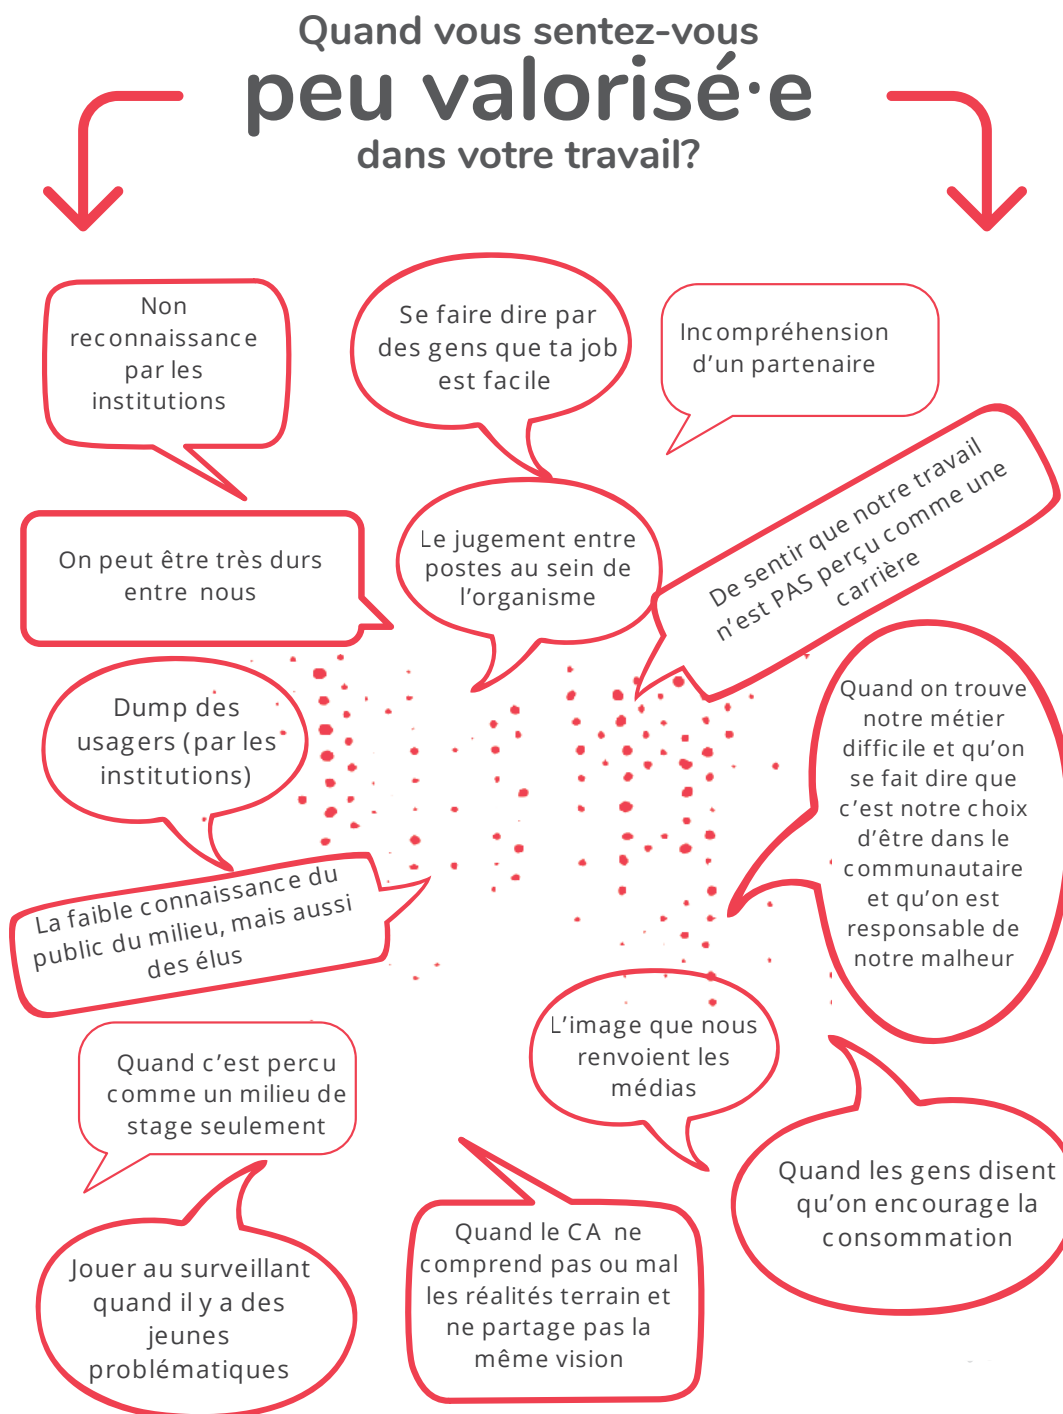 Quand vous sentez-vous
peu valorisé·e
dans votre travail?
Non
reconnaissance
par les
institutions
Se faire dire par
des gens que ta job
est facile
Incompréhension
d'un partenaire
On peut être très durs
entre nous
Le jugement entre
postes au sein de
l'organisme
De sentir que notre travail
n'est PAS perçu comme une
carrière
Dump des
usagers (par les
institutions)
Quand on trouve
notre métier
difficile et qu'on
se fait dire que
c'est notre choix
d'être dans le
communautaire
et qu'on est
responsable de
notre malheur
La faible connaissance du
public du milieu, mais aussi
des élus
L'image que nous
renvoient les
médias
Quand c'est perçu
comme un milieu de
stage seulement
Quand les gens disent
qu'on encourage la
consommation
Jouer au surveillant
quand il y a des
jeunes
problématiques
Quand le CA ne
comprend pas ou mal
les réalités terrain et
ne partage pas la
même vision